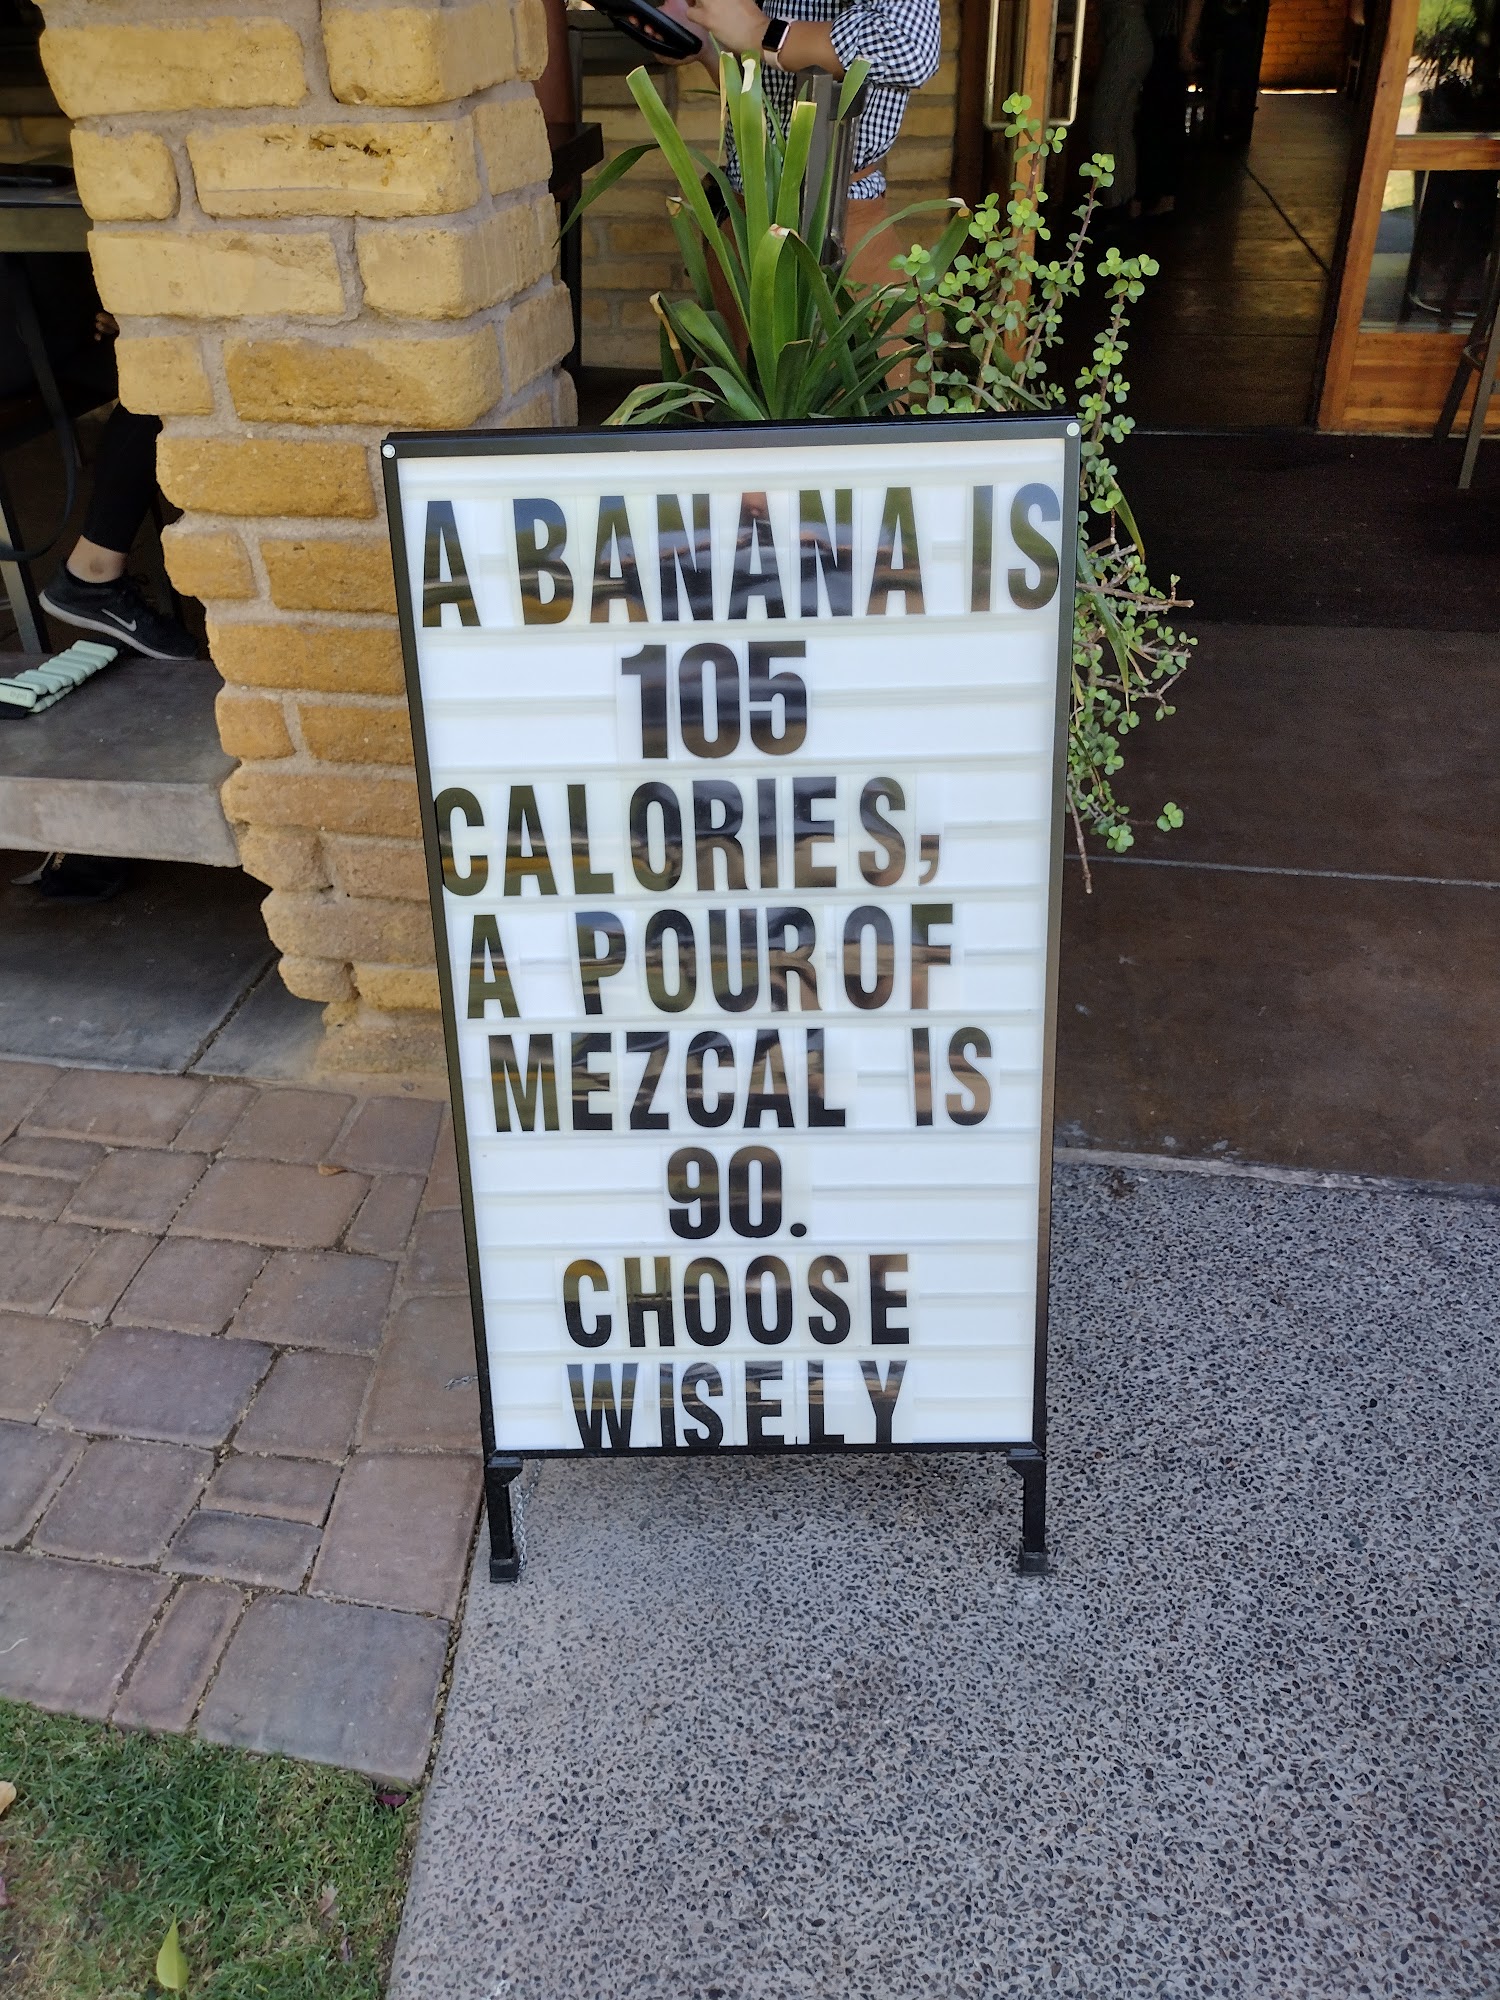 A BANANA IS
105
CALORIES,
A POUR OF
MEZCAL IS
90.
CHOOSE
WISELY